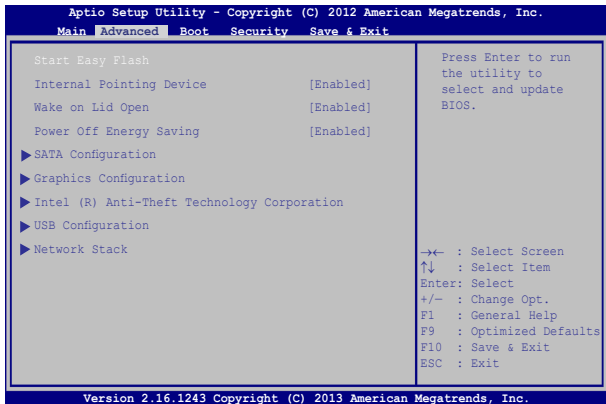 Aptio Setup Utility - Copyright (C) 2012 American Megatrends, Inc.
Main Advanced Boot Security Save & Exit
Start Easy Flash
Internal Pointing Device [Enabled]
Wake on Lid Open [Enabled]
Power Off Energy Saving [Enabled]
SATA Configuration
Graphics Configuration
Intel (R) Anti-Theft Technology Corporation
USB Configuration
Network Stack
Press Enter to run
the utility to
select and update
BIOS.
→← : Select Screen
↑↓ : Select Item
Enter: Select
+/— : Change Opt.
F1 : General Help
F9 : Optimized Defaults
F10 : Save & Exit
ESC : Exit
Version 2.16.1243 Copyright (C) 2013 American Megatrends, Inc.